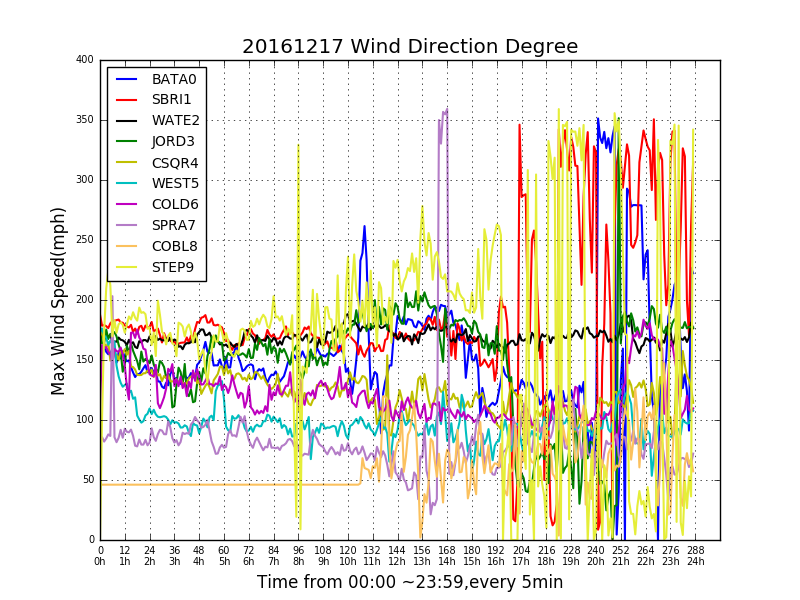 20161217 Wind Direction Degree
Max Wind Speed(mph)
400
350
300
250
200
150
100
50
0
BATA0
SBRI1
WATE2
JORD3
CSQR4
WEST5
COLD6
SPRA7
COBL8
STEP9
0 12 24 36 48 60 72 84 96 108 120 132 144 156 168 180 192 204 216 228 240 252 264 276 288
0h 1h 2h 3h 4h 5h 6h 7h 8h 9h 10h 11h 12h 13h 14h 15h 16h 5h 18h 19h 20h 21h 22h 23h 24h
Time from 00:00 ~23:59,every 5min